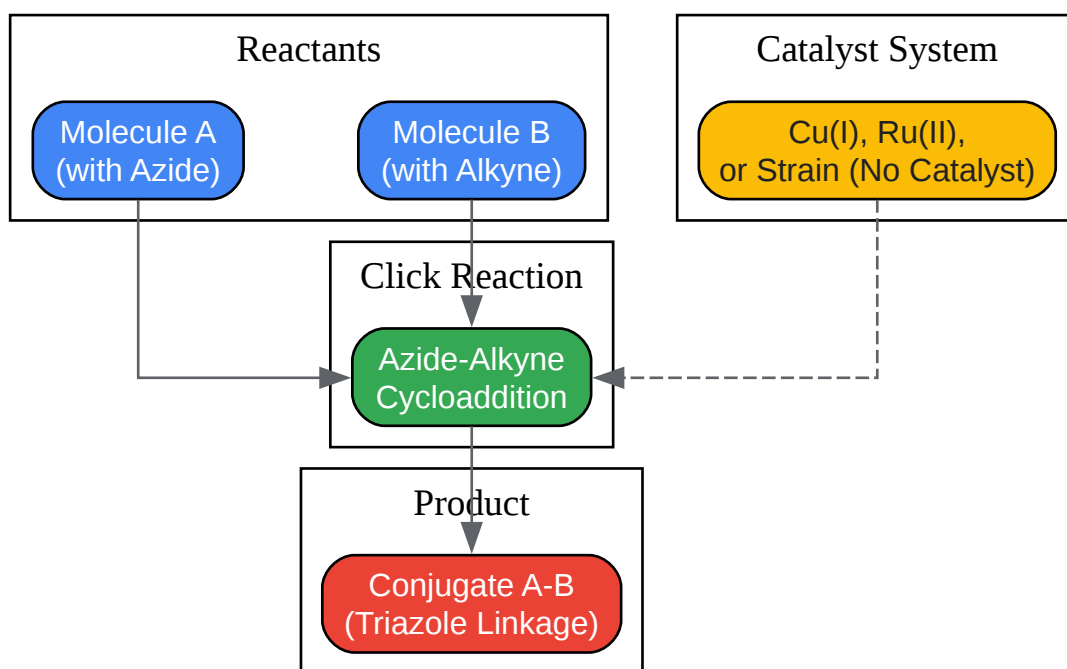 Reactants
Catalyst System
Molecule A
(with Azide)
Molecule B
(with Alkyne)
Cu(I), Ru(II),
or Strain (No Catalyst)
Click Reaction
Azide-Alkyne
Cycloaddition
Product
Conjugate A-B
(Triazole Linkage)